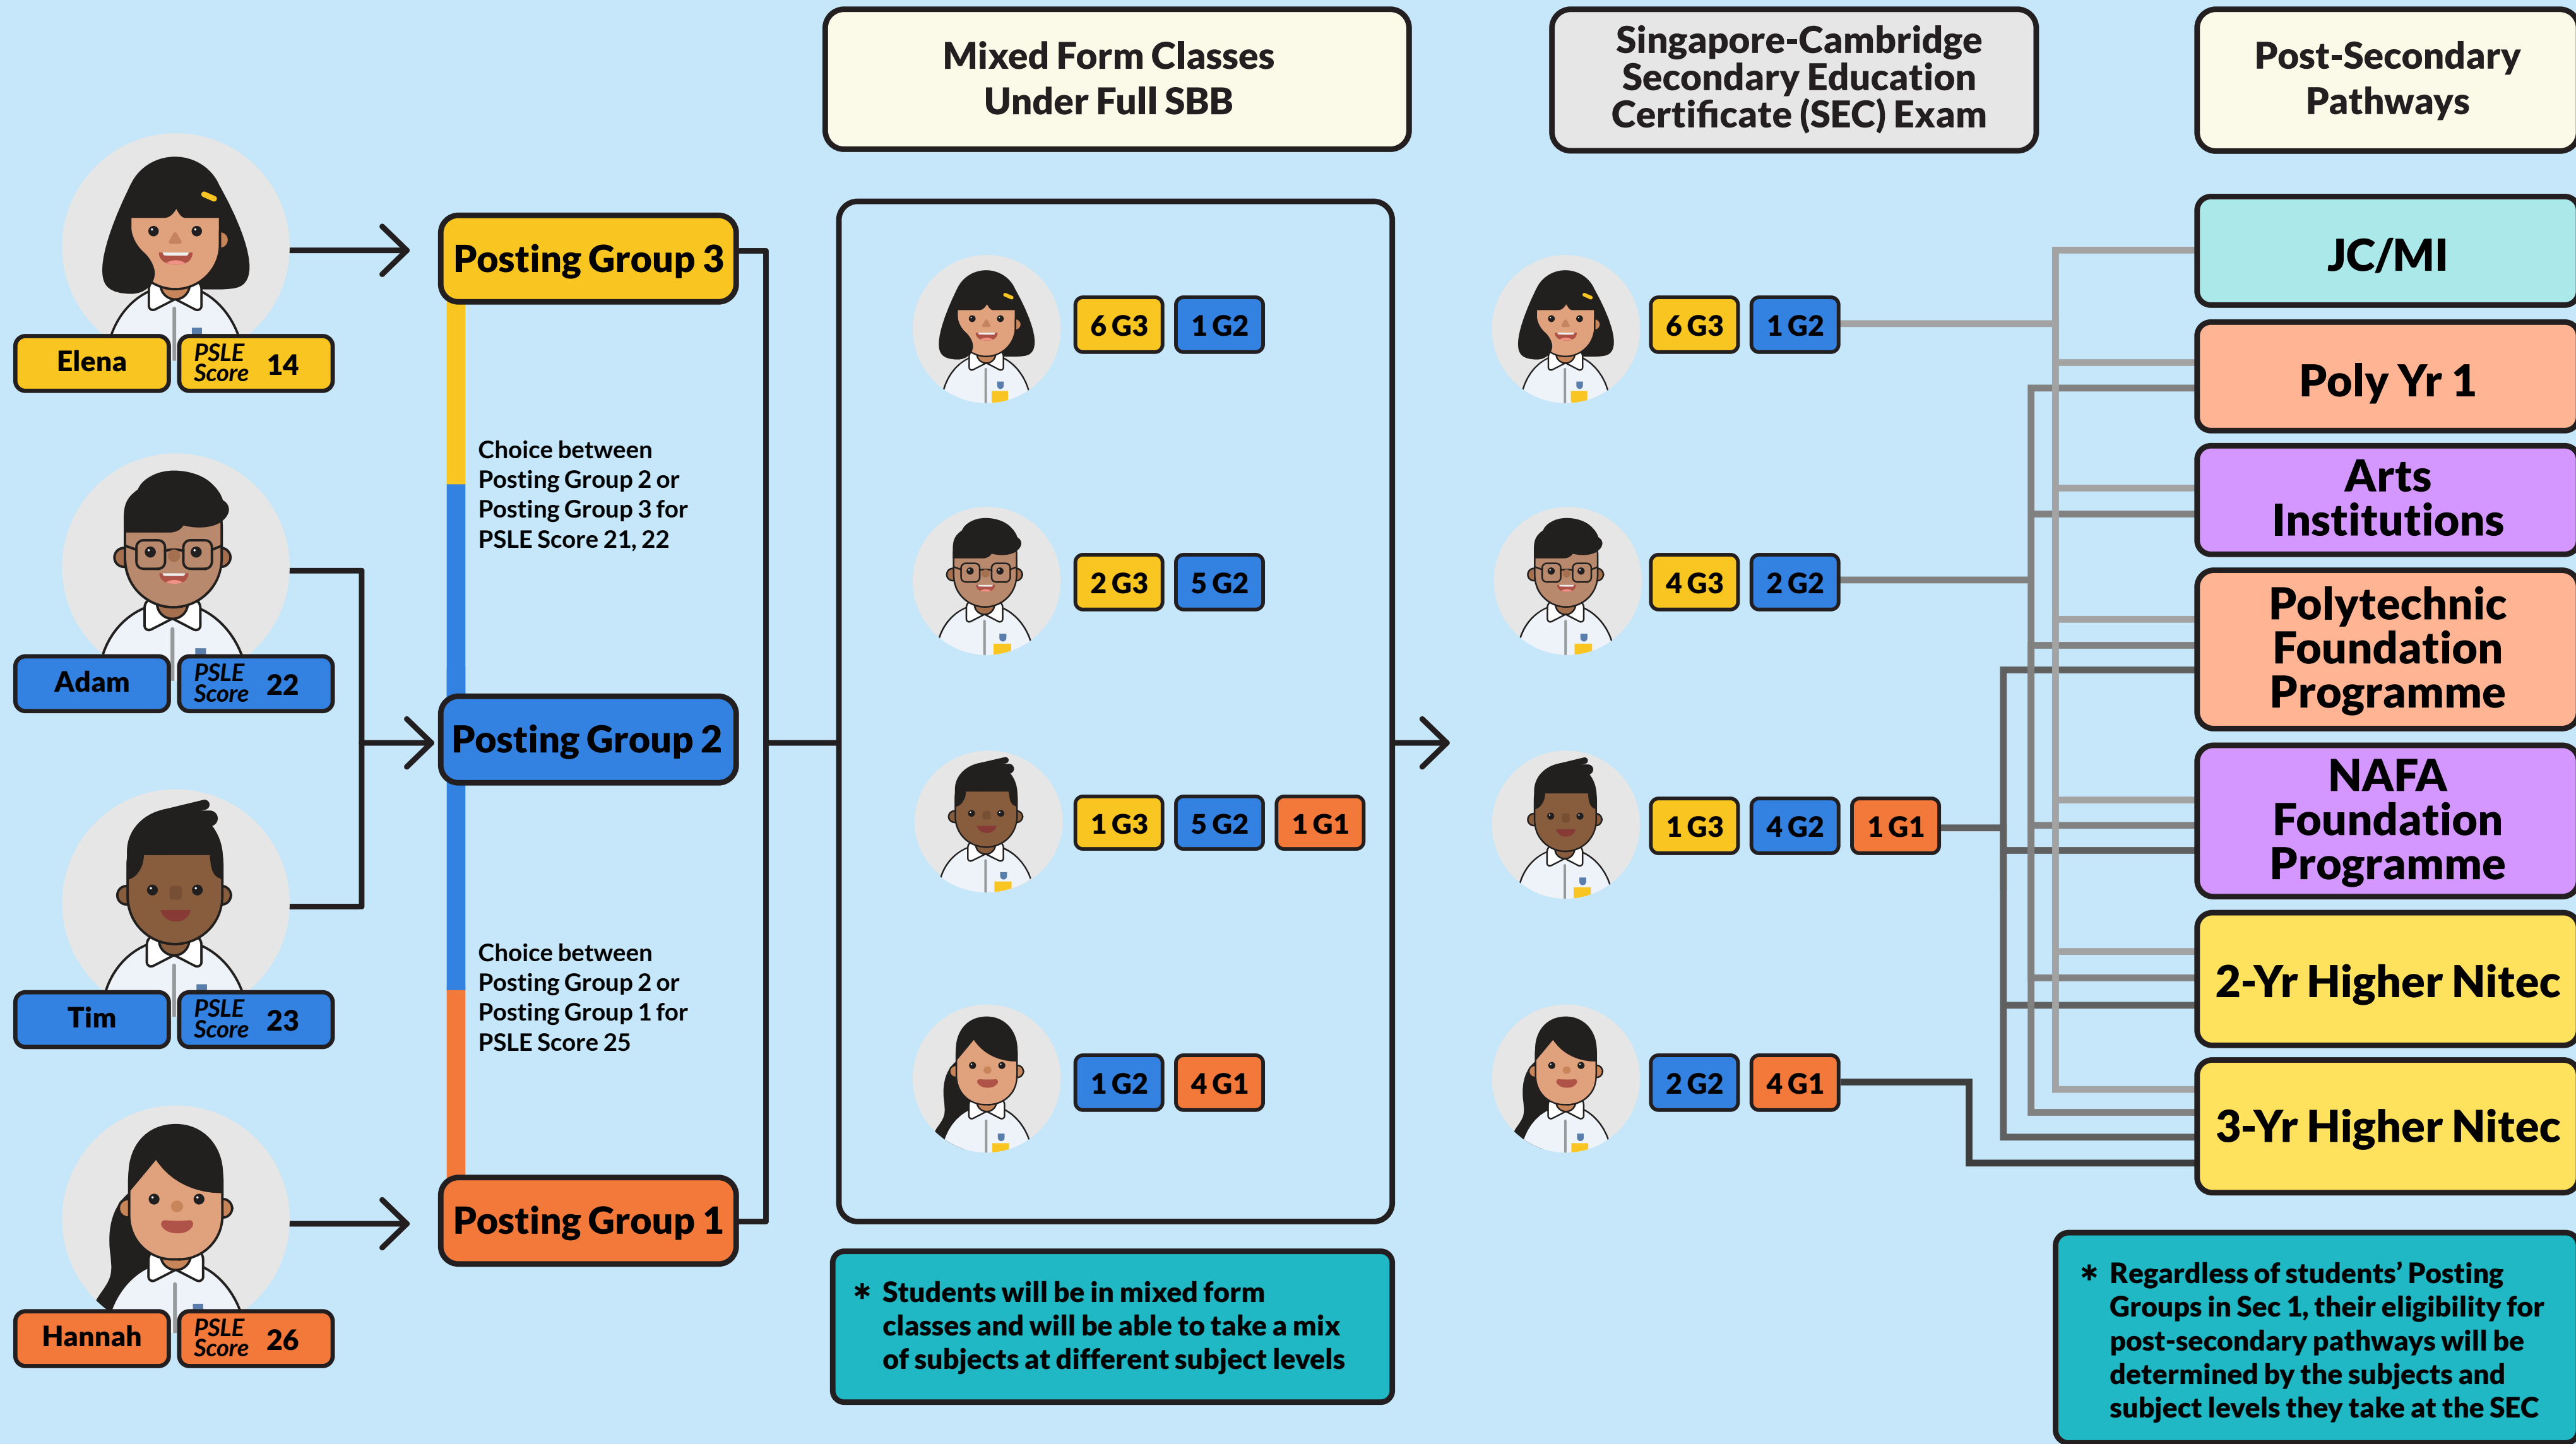 Mixed Form Classes
Under Full SBB
Singapore-Cambridge
Secondary Education
Certificate (SEC) Exam
Post-Secondary
Pathways
Elena
PSLE
Score
14
Adam
PSLE
Score
22
Tim
PSLE
Score
23
Hannah
PSLE
Score
26
Posting Group 3
Choice between
Posting Group 2 or
Posting Group 3 for
PSLE Score 21, 22
Posting Group 2
Choice between
Posting Group 2 or
Posting Group 1 for
PSLE Score 25
Posting Group 1
6 G3
1 G2
2 G3
5 G2
1 G3
5 G2
1 G1
1 G2
4 G1
* Students will be in mixed form
classes and will be able to take a mix
of subjects at different subject levels
6 G3
1 G2
4 G3
2 G2
1 G3
4 G2
1 G1
2 G2
4 G1
JC/MI
Poly Yr 1
Arts
Institutions
Polytechnic
Foundation
Programme
NAFA
Foundation
Programme
2-Yr Higher Nitec
3-Yr Higher Nitec
* Regardless of students’ Posting
Groups in Sec 1, their eligibility for
post-secondary pathways will be
determined by the subjects and
subject levels they take at the SEC